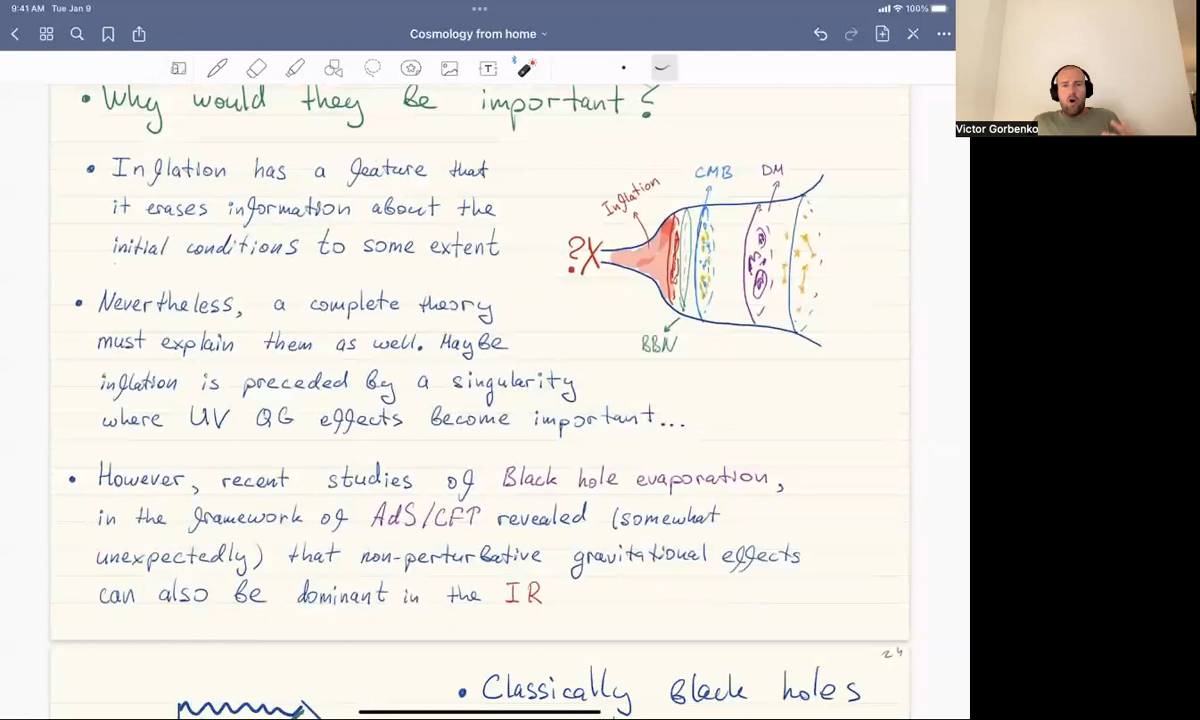 9:41 AM Tue Jan 9
100%
Cosmology from home
Victor Gorbenko
• Why would they be important?
• Inflation has a feature that
it erases information about the
initial conditions to some extent
Inflation
CMB
DM
?
BBN
• Nevertheless, a complete theory
must explain them as well. Maybe
inflation is preceded by a singularity
where UV QG effects become important...
• However, recent studies of Black hole evaporation,
in the framework of AdS/CFT revealed (somewhat
unexpectedly) that non-perturbative gravitational effects
can also be dominant in the IR
24
• Classically Black holes